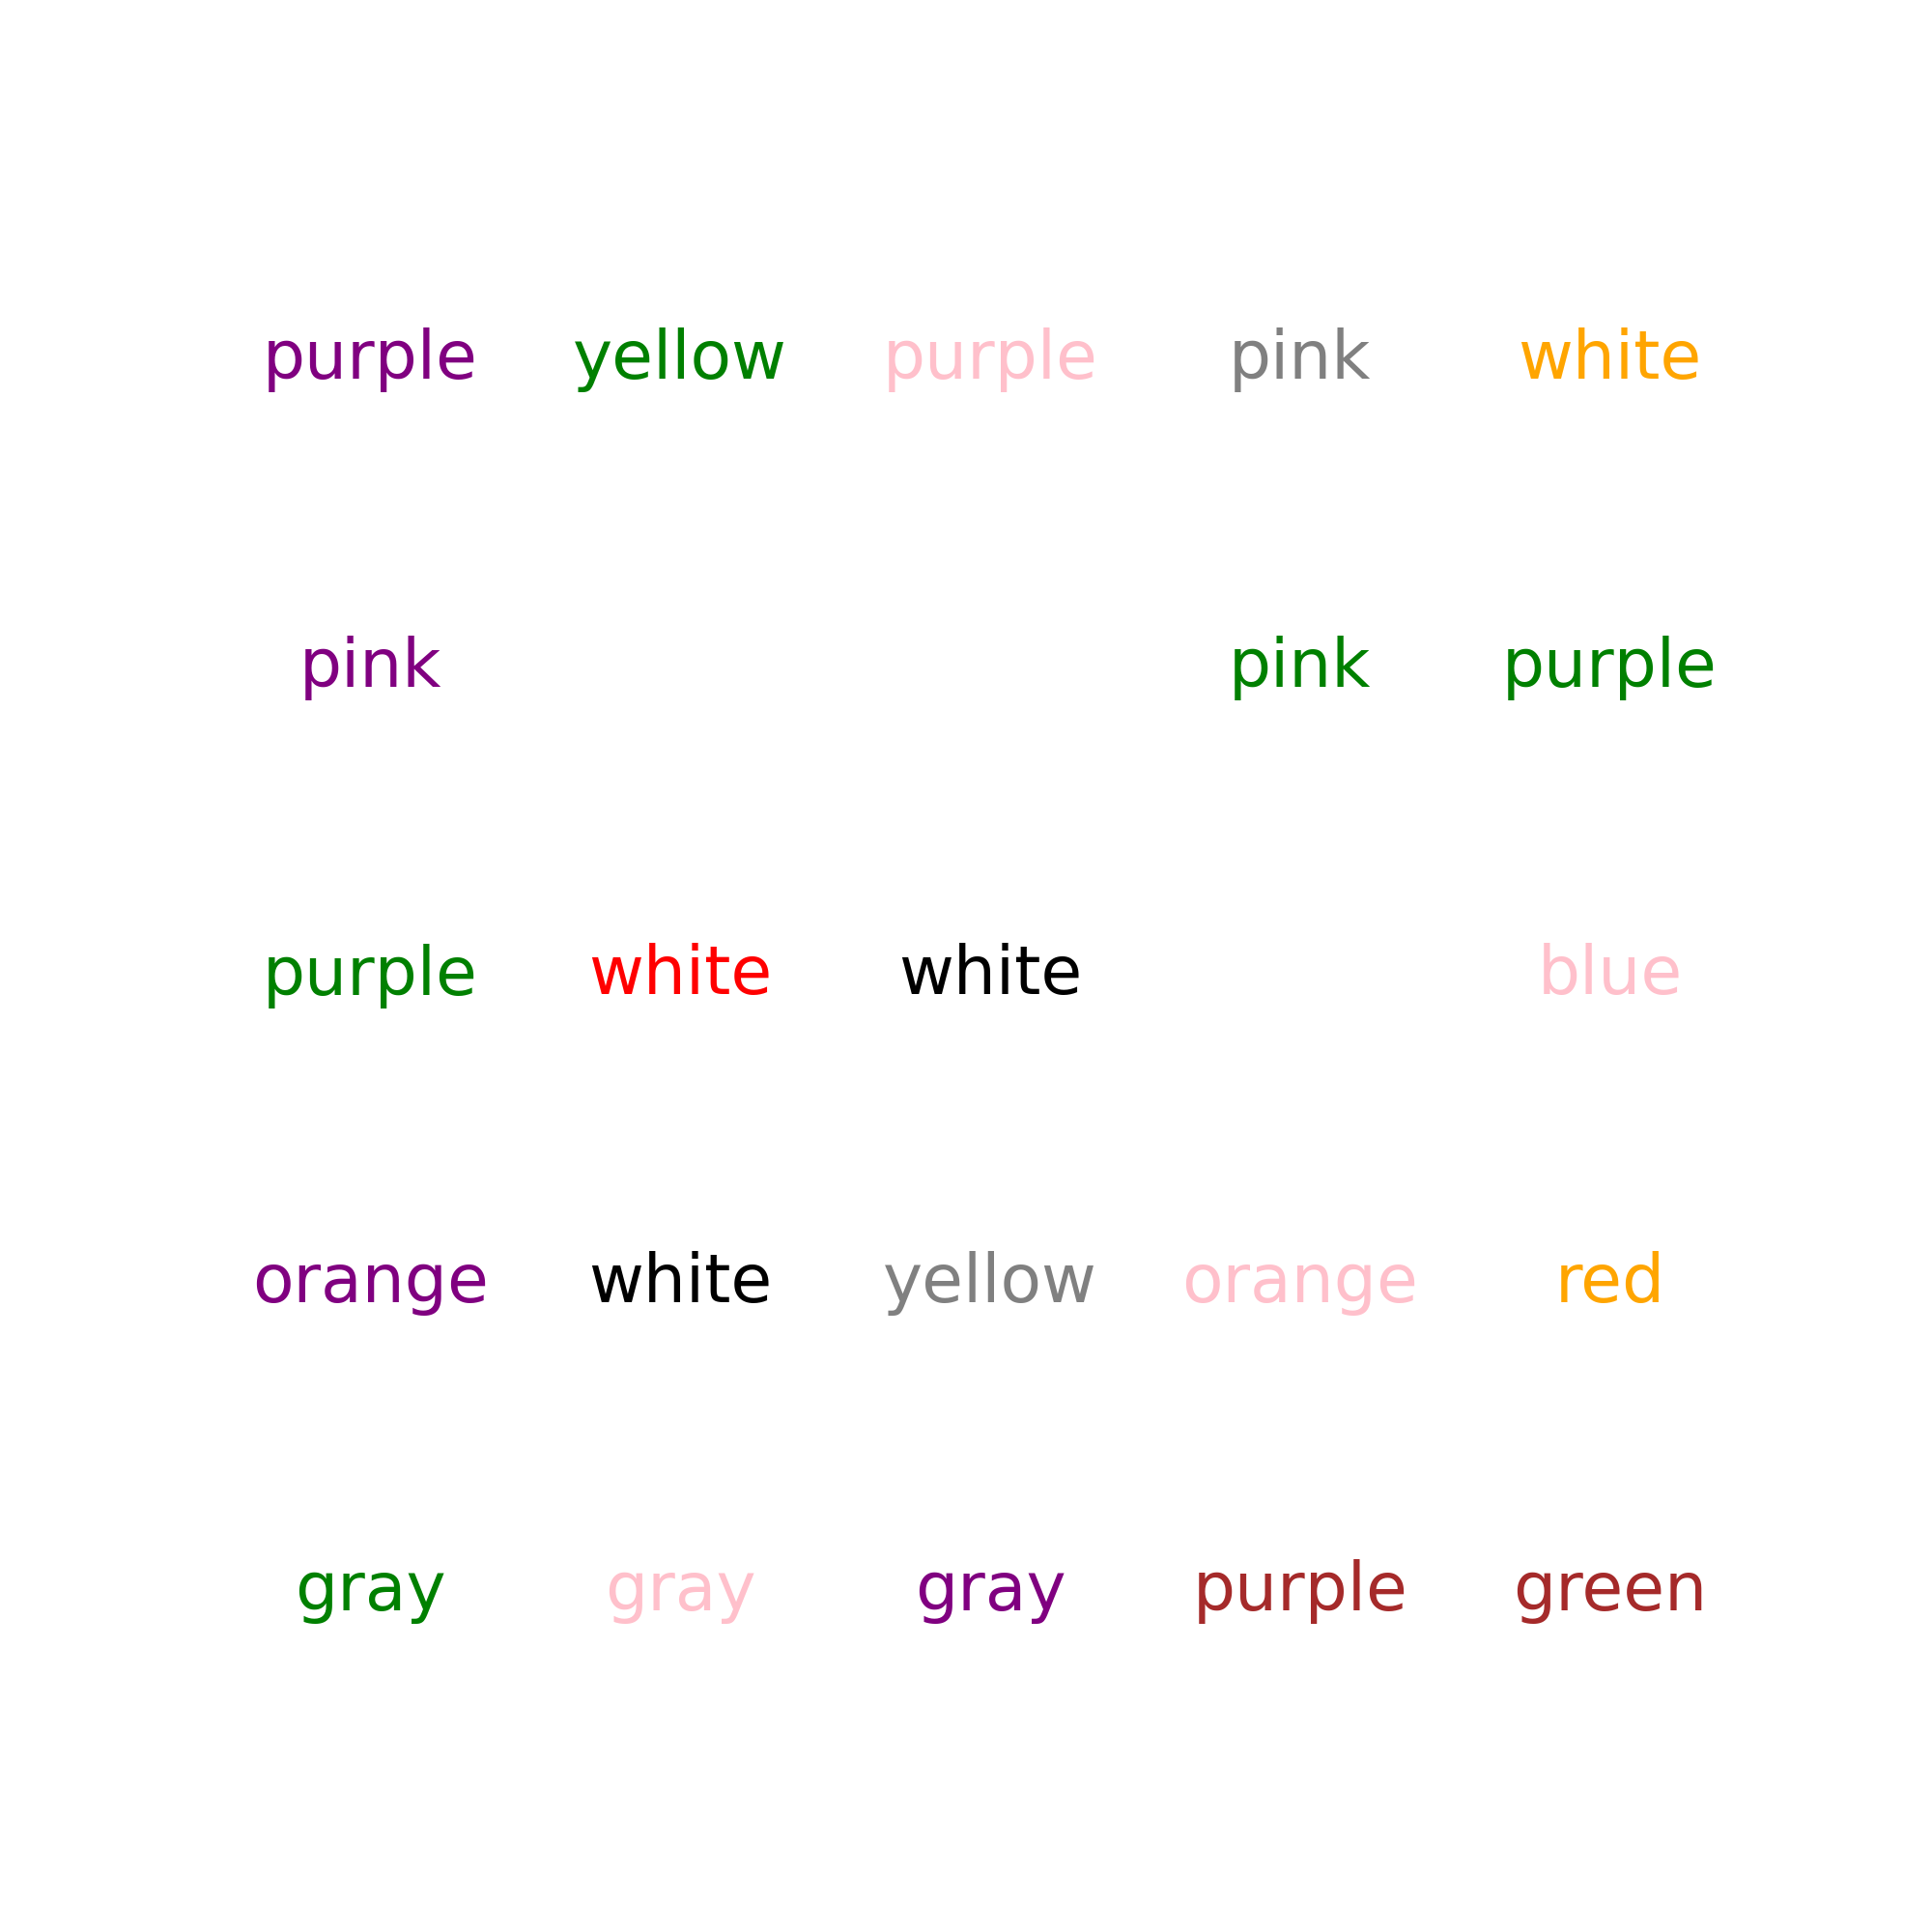 purple yellow purple pink white
pink pink purple
purple white white blue
orange white yellow orange red
gray gray gray purple green